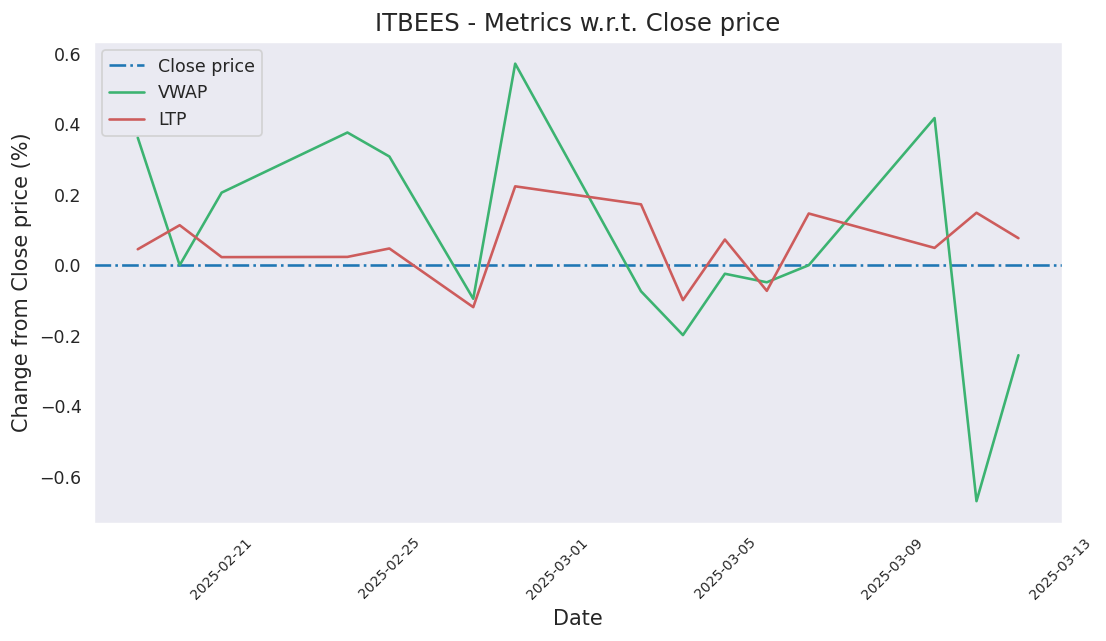 ITBEES - Metrics w.r.t. Close price
Close price
VWAP
LTP
Change from Close price (%)
0.6
0.4
0.2
0.0
−0.2
−0.4
−0.6
2025-02-21
2025-02-25
2025-03-01
2025-03-05
2025-03-09
2025-03-13
Date